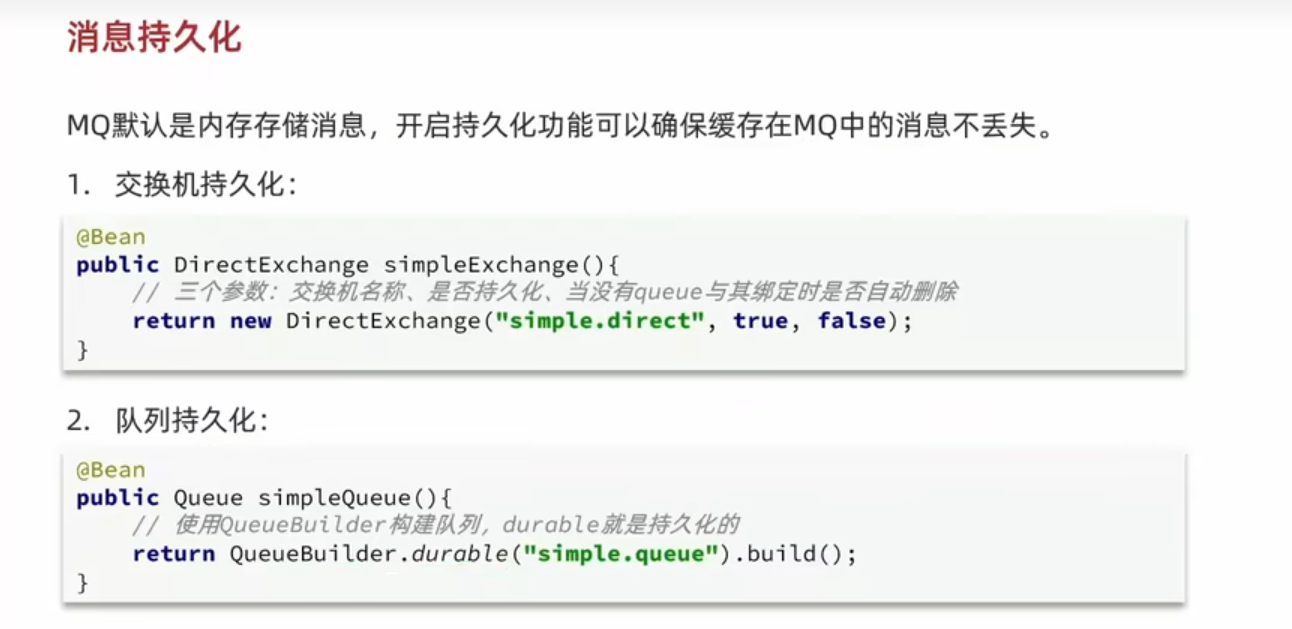 消息持久化
MQ默认是内存存储消息，开启持久化功能可以确保缓存在MQ中的消息不丢失。
1. 交换机持久化：
@Bean
public DirectExchange simpleExchange(){
    // 三个参数：交换机名称、是否持久化、当没有queue与其绑定时是否自动删除
    return new DirectExchange("simple.direct", true, false);
}
2. 队列持久化：
@Bean
public Queue simpleQueue(){
    // 使用QueueBuilder构建队列，durable就是持久化的
    return QueueBuilder.durable("simple.queue").build();
}